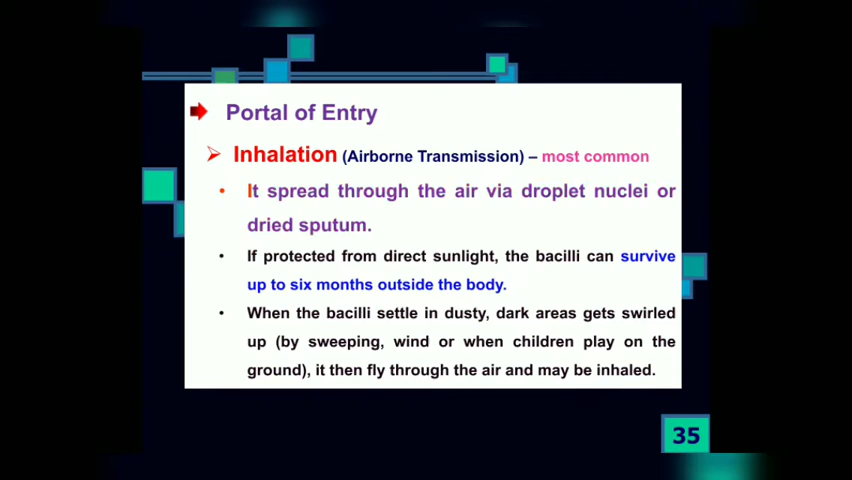 Portal of Entry
Inhalation (Airborne Transmission) – most common
It spread through the air via droplet nuclei or
dried sputum.
If protected from direct sunlight, the bacilli can survive
up to six months outside the body.
When the bacilli settle in dusty, dark areas gets swirled
up (by sweeping, wind or when children play on the
ground), it then fly through the air and may be inhaled.
35